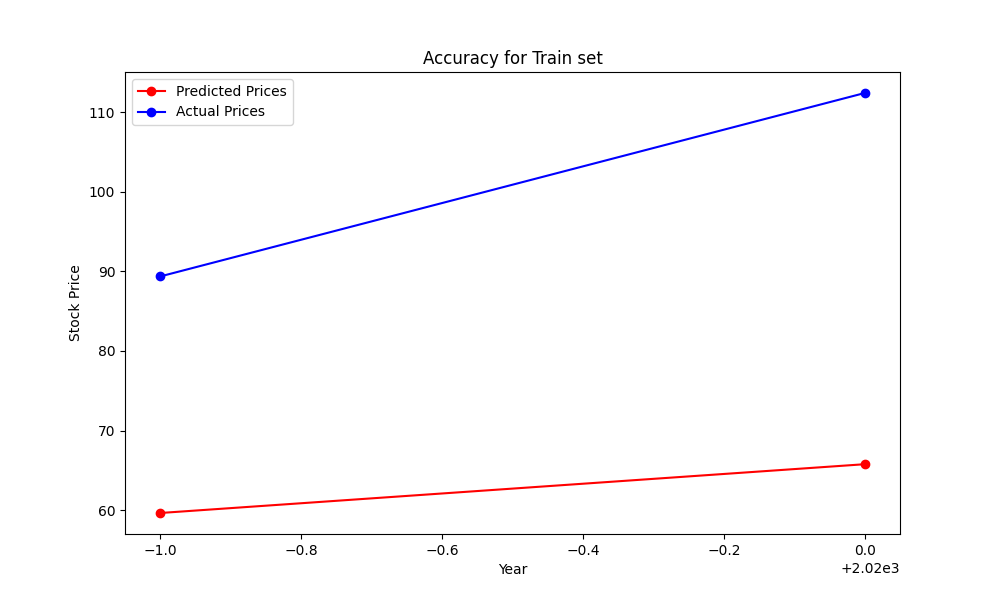 Accuracy for Train set
Predicted Prices
Actual Prices
110
100
90
80
70
60
Stock Price
−1.0 −0.8 −0.6 −0.4 −0.2 0.0
+2.02e3
Year